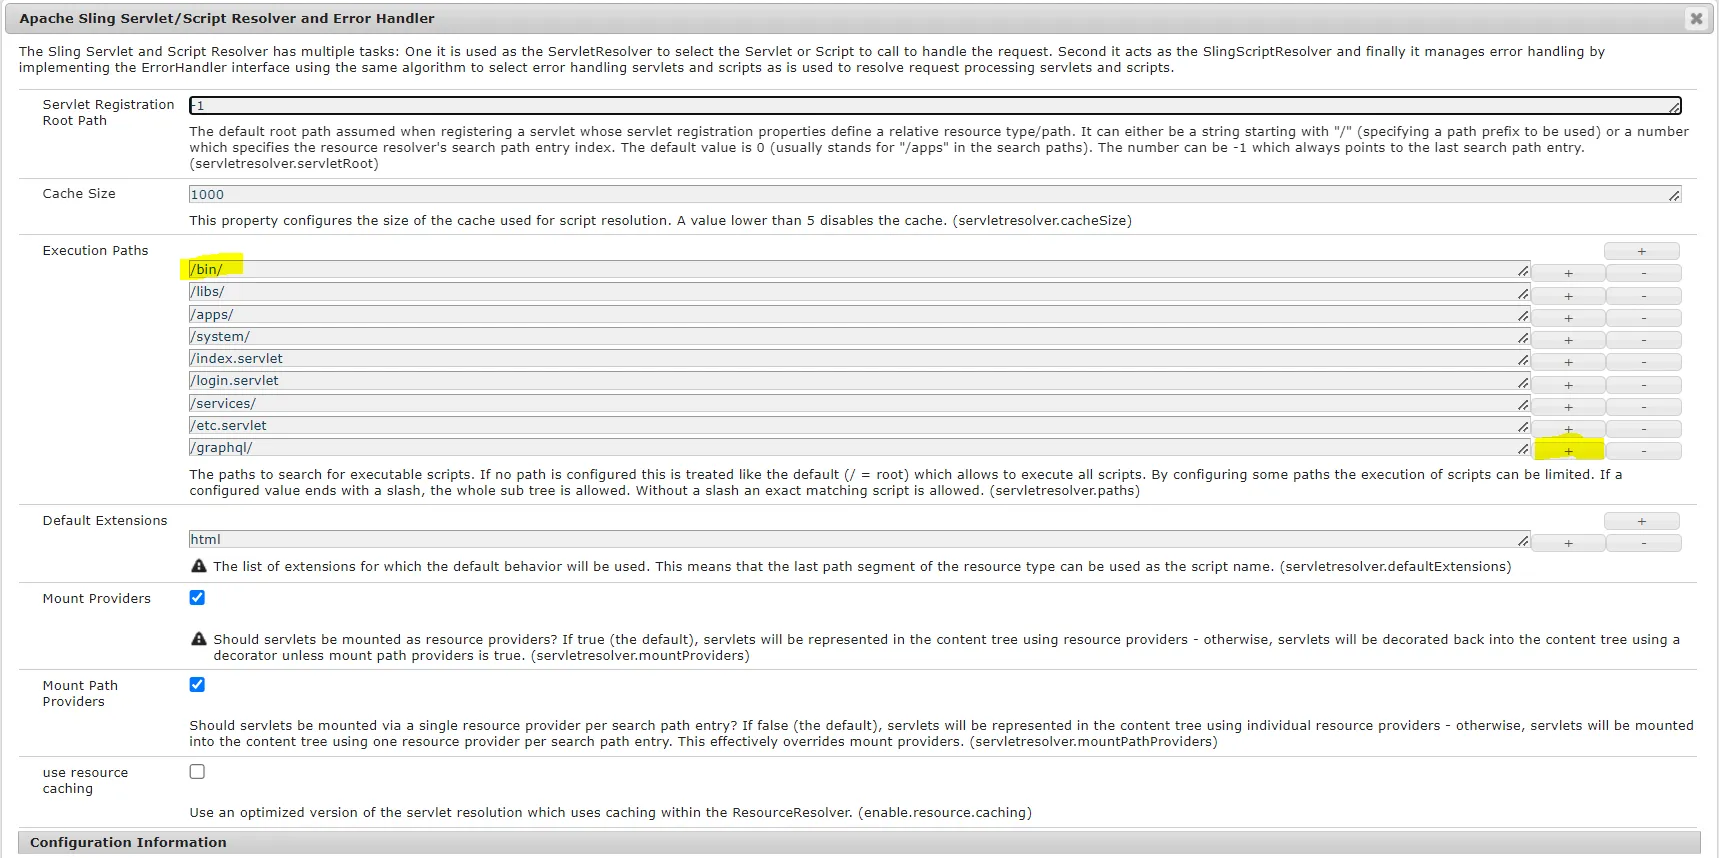 Apache Sling Servlet/Script Resolver and Error Handler
The Sling Servlet and Script Resolver has multiple tasks: One it is used as the ServletResolver to select the Servlet or Script to call to handle the request. Second it acts as the SlingScriptResolver and finally it manages error handling by
implementing the ErrorHandler interface using the same algorithm to select error handling servlets and scripts as is used to resolve request processing servlets and scripts.
Servlet Registration
Root Path
-1
The default root path assumed when registering a servlet whose servlet registration properties define a relative resource type/path. It can either be a string starting with "/" (specifying a path prefix to be used) or a number
which specifies the resource resolver's search path entry index. The default value is 0 (usually stands for "/apps" in the search paths). The number can be -1 which always points to the last search path entry.
(servletresolver.servletRoot)
Cache Size
1000
This property configures the size of the cache used for script resolution. A value lower than 5 disables the cache. (servletresolver.cacheSize)
Execution Paths
+
/bin/ + -
/libs/ + -
/apps/ + -
/system/ + -
/index.servlet + -
/login.servlet + -
/services/ + -
/etc.servlet + -
/graphql/ + -
The paths to search for executable scripts. If no path is configured this is treated like the default (/ = root) which allows to execute all scripts. By configuring some paths the execution of scripts can be limited. If a
configured value ends with a slash, the whole sub tree is allowed. Without a slash an exact matching script is allowed. (servletresolver.paths)
Default Extensions
+
html + -
The list of extensions for which the default behavior will be used. This means that the last path segment of the resource type can be used as the script name. (servletresolver.defaultExtensions)
Mount Providers
Should servlets be mounted as resource providers? If true (the default), servlets will be represented in the content tree using resource providers - otherwise, servlets will be decorated back into the content tree using a
decorator unless mount path providers is true. (servletresolver.mountProviders)
Mount Path
Providers
Should servlets be mounted via a single resource provider per search path entry? If false (the default), servlets will be represented in the content tree using individual resource providers - otherwise, servlets will be mounted
into the content tree using one resource provider per search path entry. This effectively overrides mount providers. (servletresolver.mountPathProviders)
use resource
caching
Use an optimized version of the servlet resolution which uses caching within the ResourceResolver. (enable.resource.caching)
Configuration Information